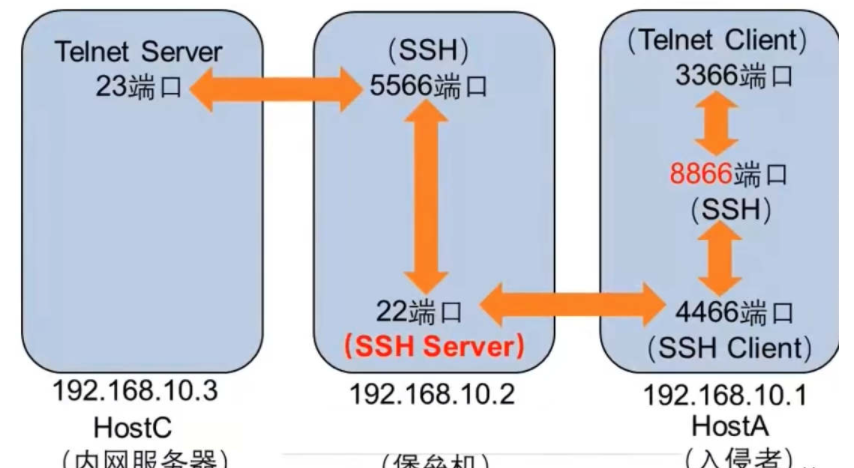 Telnet Server
23端口
192.168.10.3
HostC
(内网服务器)
(SSH)
5566端口
22端口
(SSH Server)
192.168.10.2
(堡垒机)
(Telnet Client)
3366端口
8866端口
(SSH)
4466端口
(SSH Client)
192.168.10.1
HostA
(入侵者)